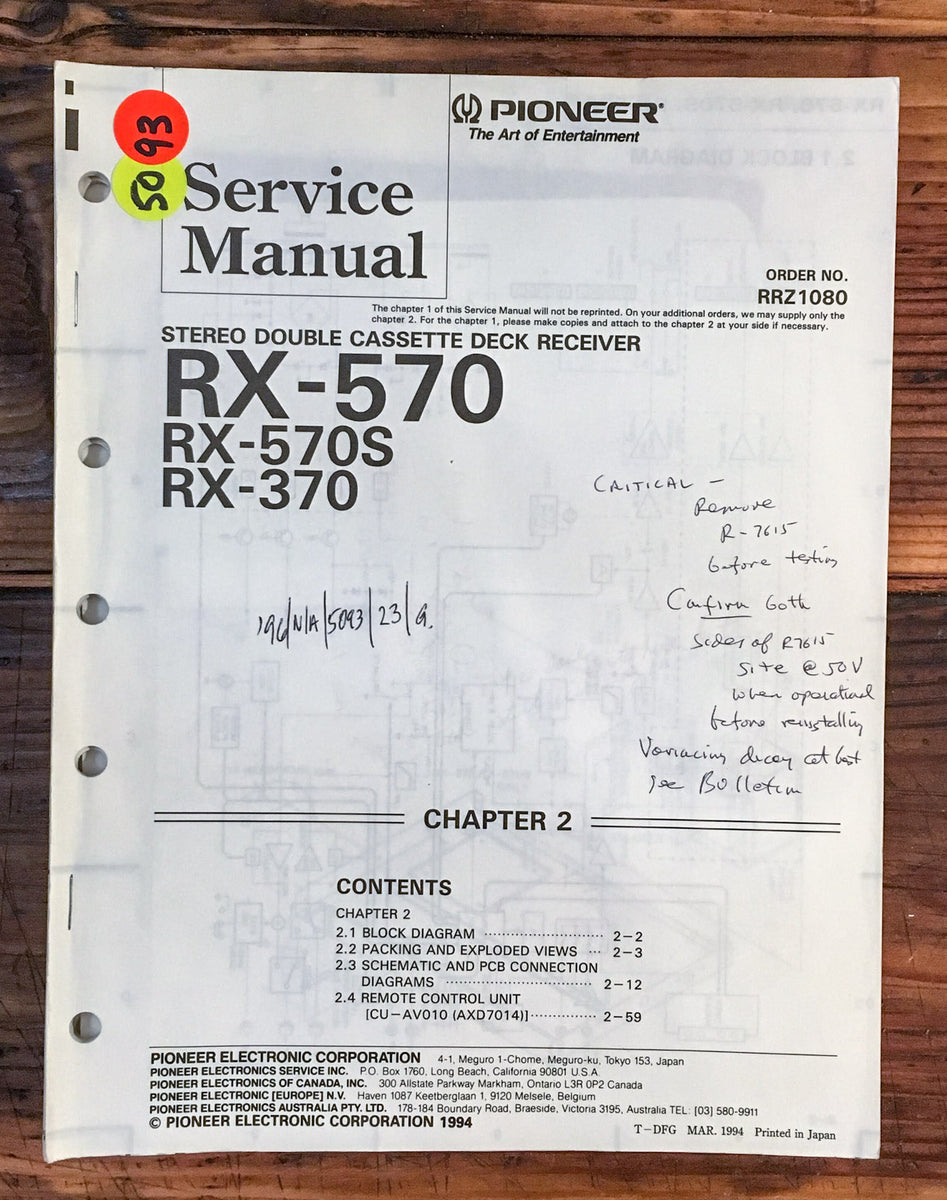 PIONEER®
The Art of Entertainment
5093
Service
Manual
ORDER NO.
RRZ1080
The chapter 1 of this Service Manual will not be reprinted. On your additional orders, we may supply only the
chapter 2. For the chapter 1, please make copies and attach to the chapter 2 at your side if necessary.
STEREO DOUBLE CASSETTE DECK RECEIVER
RX-570
RX-570S
RX-370
CRITICAL -
Remove
R-7615
before testing
Confirm both
sides of R7615
site @ 50V
when operational
before reinstalling
Variacing decay at best
see Bulletin
196/N/A/5093/23/G.
CHAPTER 2
CONTENTS
CHAPTER 2
2.1 BLOCK DIAGRAM ························ 2-2
2.2 PACKING AND EXPLODED VIEWS ··· 2-3
2.3 SCHEMATIC AND PCB CONNECTION
DIAGRAMS ······························ 2-12
2.4 REMOTE CONTROL UNIT
[CU-AV010 (AXD7014)] ·············· 2-59
PIONEER ELECTRONIC CORPORATION 4-1, Meguro 1-Chome, Meguro-ku, Tokyo 153, Japan
PIONEER ELECTRONICS SERVICE INC. P.O. Box 1760, Long Beach, California 90801 U.S.A.
PIONEER ELECTRONICS OF CANADA, INC. 300 Allstate Parkway Markham, Ontario L3R 0P2 Canada
PIONEER ELECTRONIC [EUROPE] N.V. Haven 1087 Keetberglaan 1, 9120 Melsele, Belgium
PIONEER ELECTRONICS AUSTRALIA PTY. LTD. 178-184 Boundary Road, Braeside, Victoria 3195, Australia TEL: [03] 580-9911
© PIONEER ELECTRONIC CORPORATION 1994
T-DFG MAR. 1994 Printed in Japan